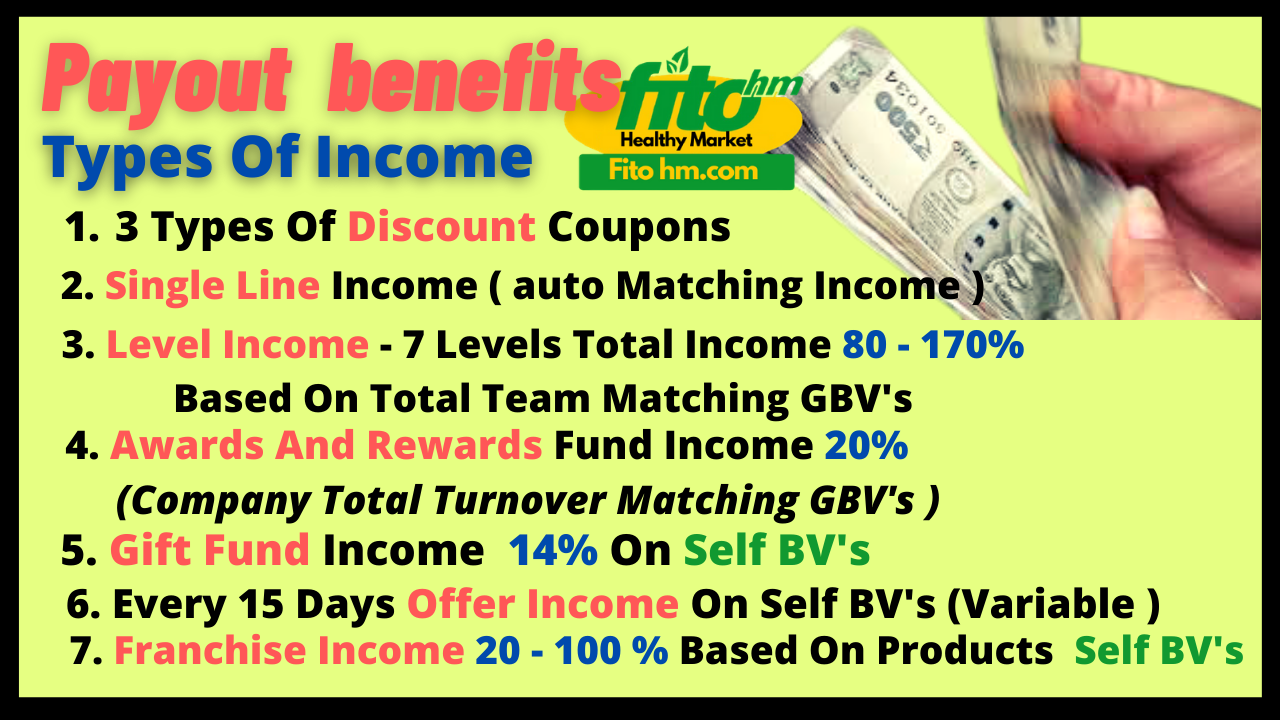 Payout benefits
fito hm
Healthy Market
Fito hm.com
Types Of Income
1. 3 Types Of Discount Coupons
2. Single Line Income ( auto Matching Income )
3. Level Income - 7 Levels Total Income 80 - 170%
Based On Total Team Matching GBV's
4. Awards And Rewards Fund Income 20%
(Company Total Turnover Matching GBV's )
5. Gift Fund Income 14% On Self BV's
6. Every 15 Days Offer Income On Self BV's (Variable )
7. Franchise Income 20 - 100 % Based On Products Self BV's
₹500